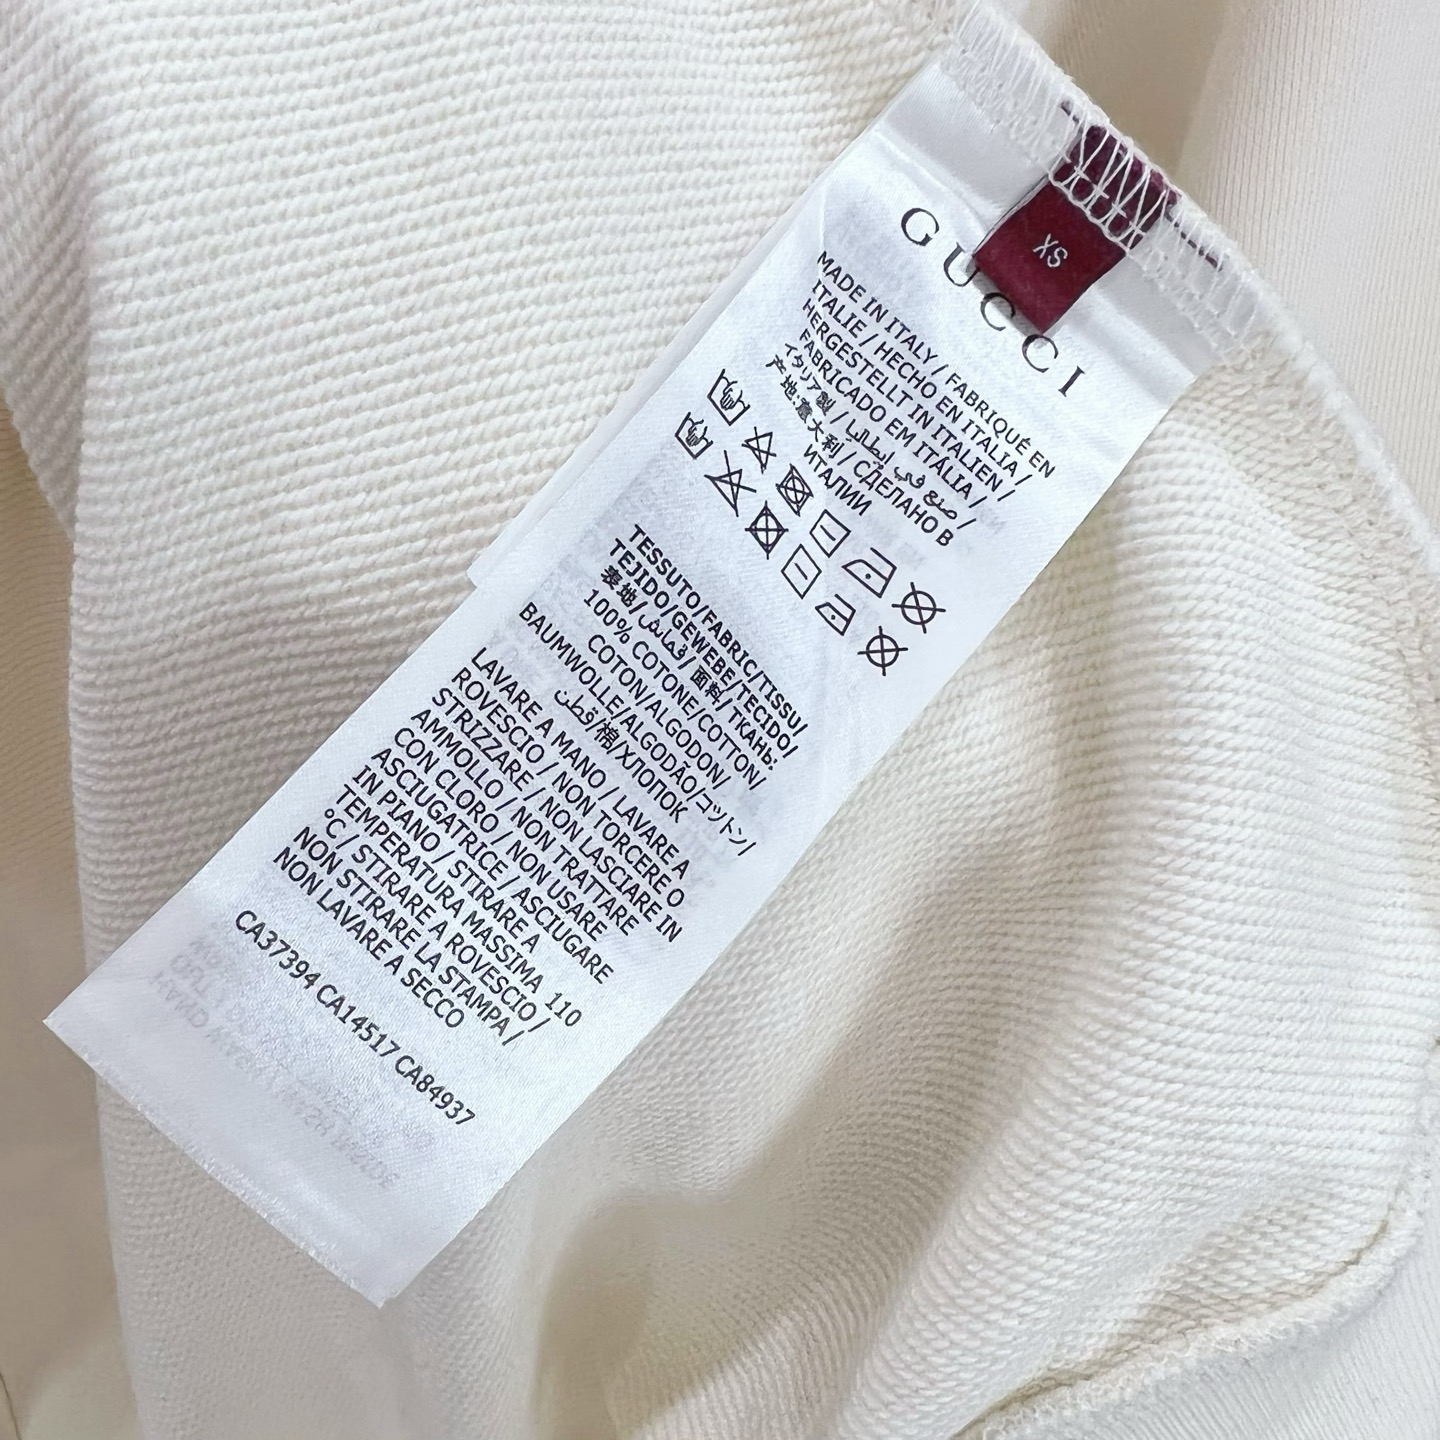 GUCCI
XS
MADE IN ITALY / FABRIQUÉ EN
ITALIE / HECHO EN ITALIA /
HERGESTELLT IN ITALIEN /
FABRICADO EM ITÁLIA /
イタリア製 / صنع في إيطاليا /
产地:意大利 / СДЕЛАНО В
ИТАЛИИ
TESSUTO/FABRIC/TISSU/
TEJIDO/GEWEBE/TECIDO/
表地/قماش/面料/ТКАНЬ:
100% COTONE/COTTON/
COTON/ALGODON/
BAUMWOLLE/ALGODÃO/コットン/
قطن/棉/ХЛОПОК
LAVARE A MANO / LAVARE A
ROVESCIO / NON TORCERE O
STRIZZARE / NON LASCIARE IN
AMMOLLO / NON TRATTARE
CON CLORO / NON USARE
ASCIUGATRICE / ASCIUGARE
IN PIANO / STIRARE A
TEMPERATURA MASSIMA 110
°C / STIRARE A ROVESCIO /
NON STIRARE LA STAMPA /
NON LAVARE A SECCO
CA37394 CA14517 CA84937